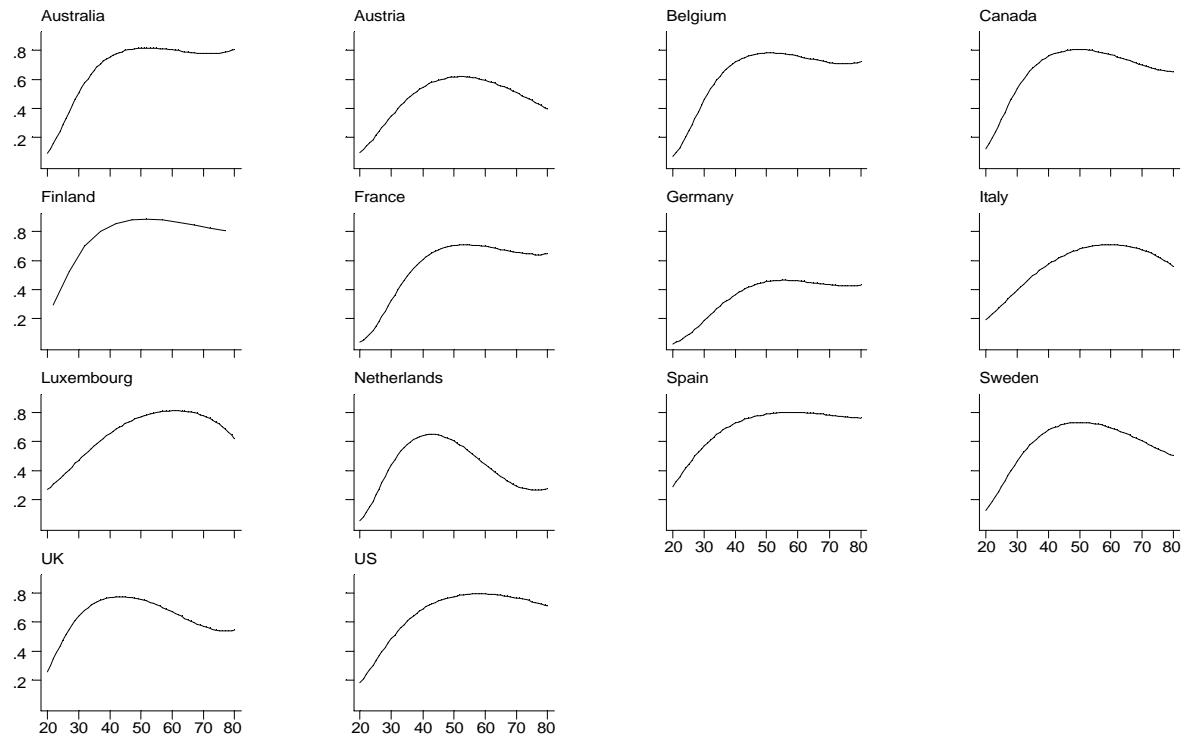 Australia Austria Belgium Canada
.8
.6
.4
.2
Finland France Germany Italy
.8
.6
.4
.2
Luxembourg Netherlands Spain Sweden
.8
.6
.4
.2
20 30 40 50 60 70 80 20 30 40 50 60 70 80
UK US
.8
.6
.4
.2
20 30 40 50 60 70 80 20 30 40 50 60 70 80